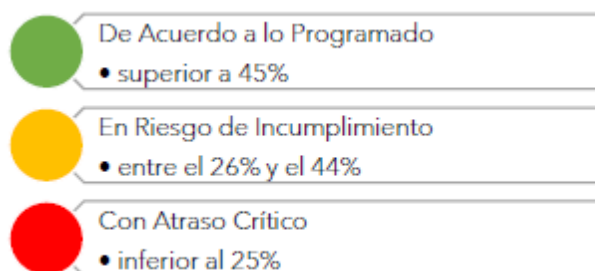 De Acuerdo a lo Programado
• superior a 45%
En Riesgo de Incumplimiento
• entre el 26% y el 44%
Con Atraso Crítico
• inferior al 25%